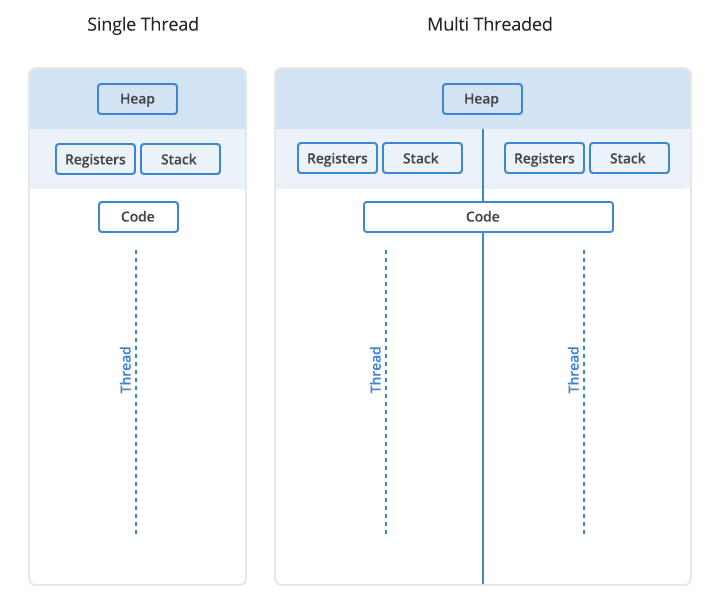 Single Thread
Multi Threaded
Heap
Registers
Stack
Code
Thread
Heap
Registers
Stack
Registers
Stack
Code
Thread
Thread